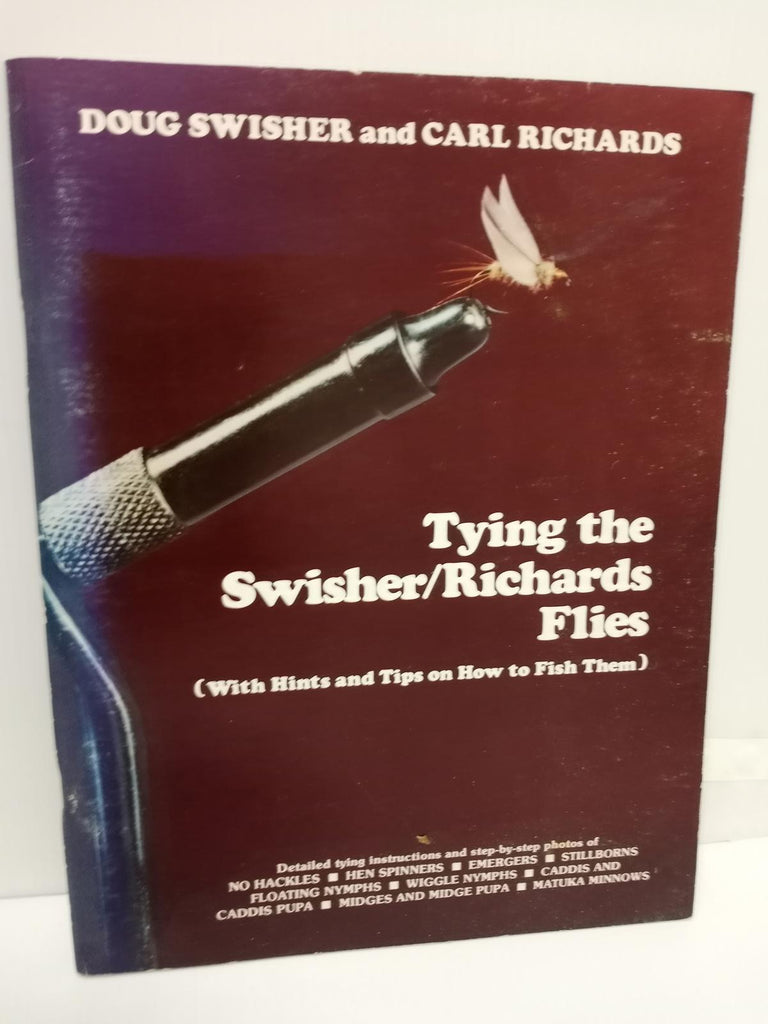 DOUG SWISHER and CARL RICHARDS
Tying the
Swisher/Richards
Flies
(With Hints and Tips on How to Fish Them)
Detailed tying instructions and step-by-step photos of
NO HACKLES ■ HEN SPINNERS ■ EMERGERS ■ STILLBORNS
FLOATING NYMPHS ■ WIGGLE NYMPHS ■ CADDIS AND
CADDIS PUPA ■ MIDGES AND MIDGE PUPA ■ MATUKA MINNOWS